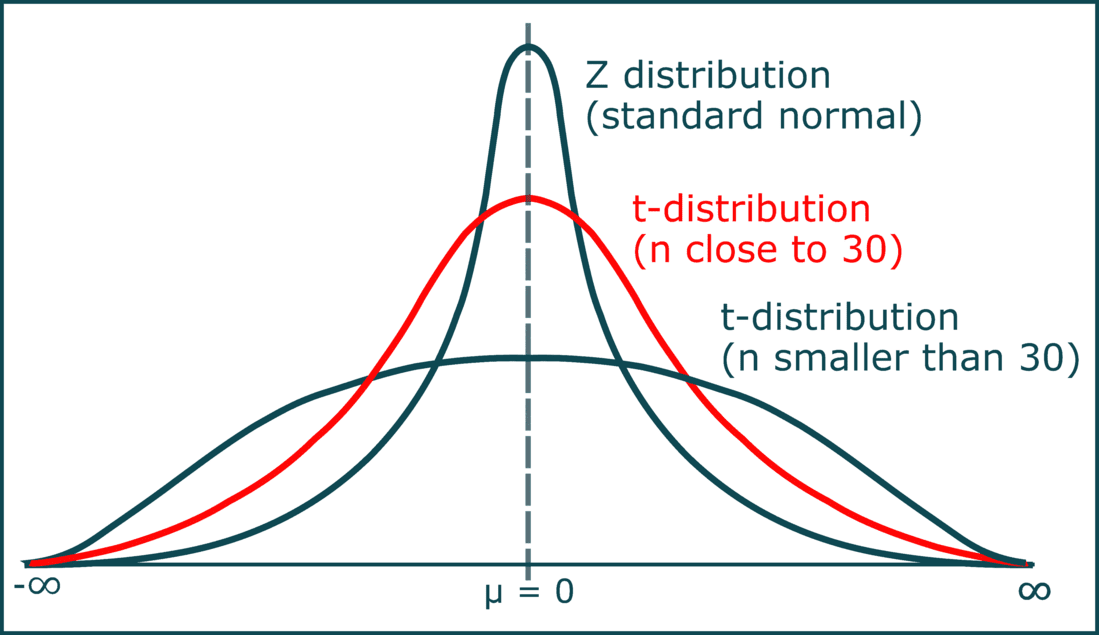 Z distribution
(standard normal)
t-distribution
(n close to 30)
t-distribution
(n smaller than 30)
-∞
μ = 0
∞